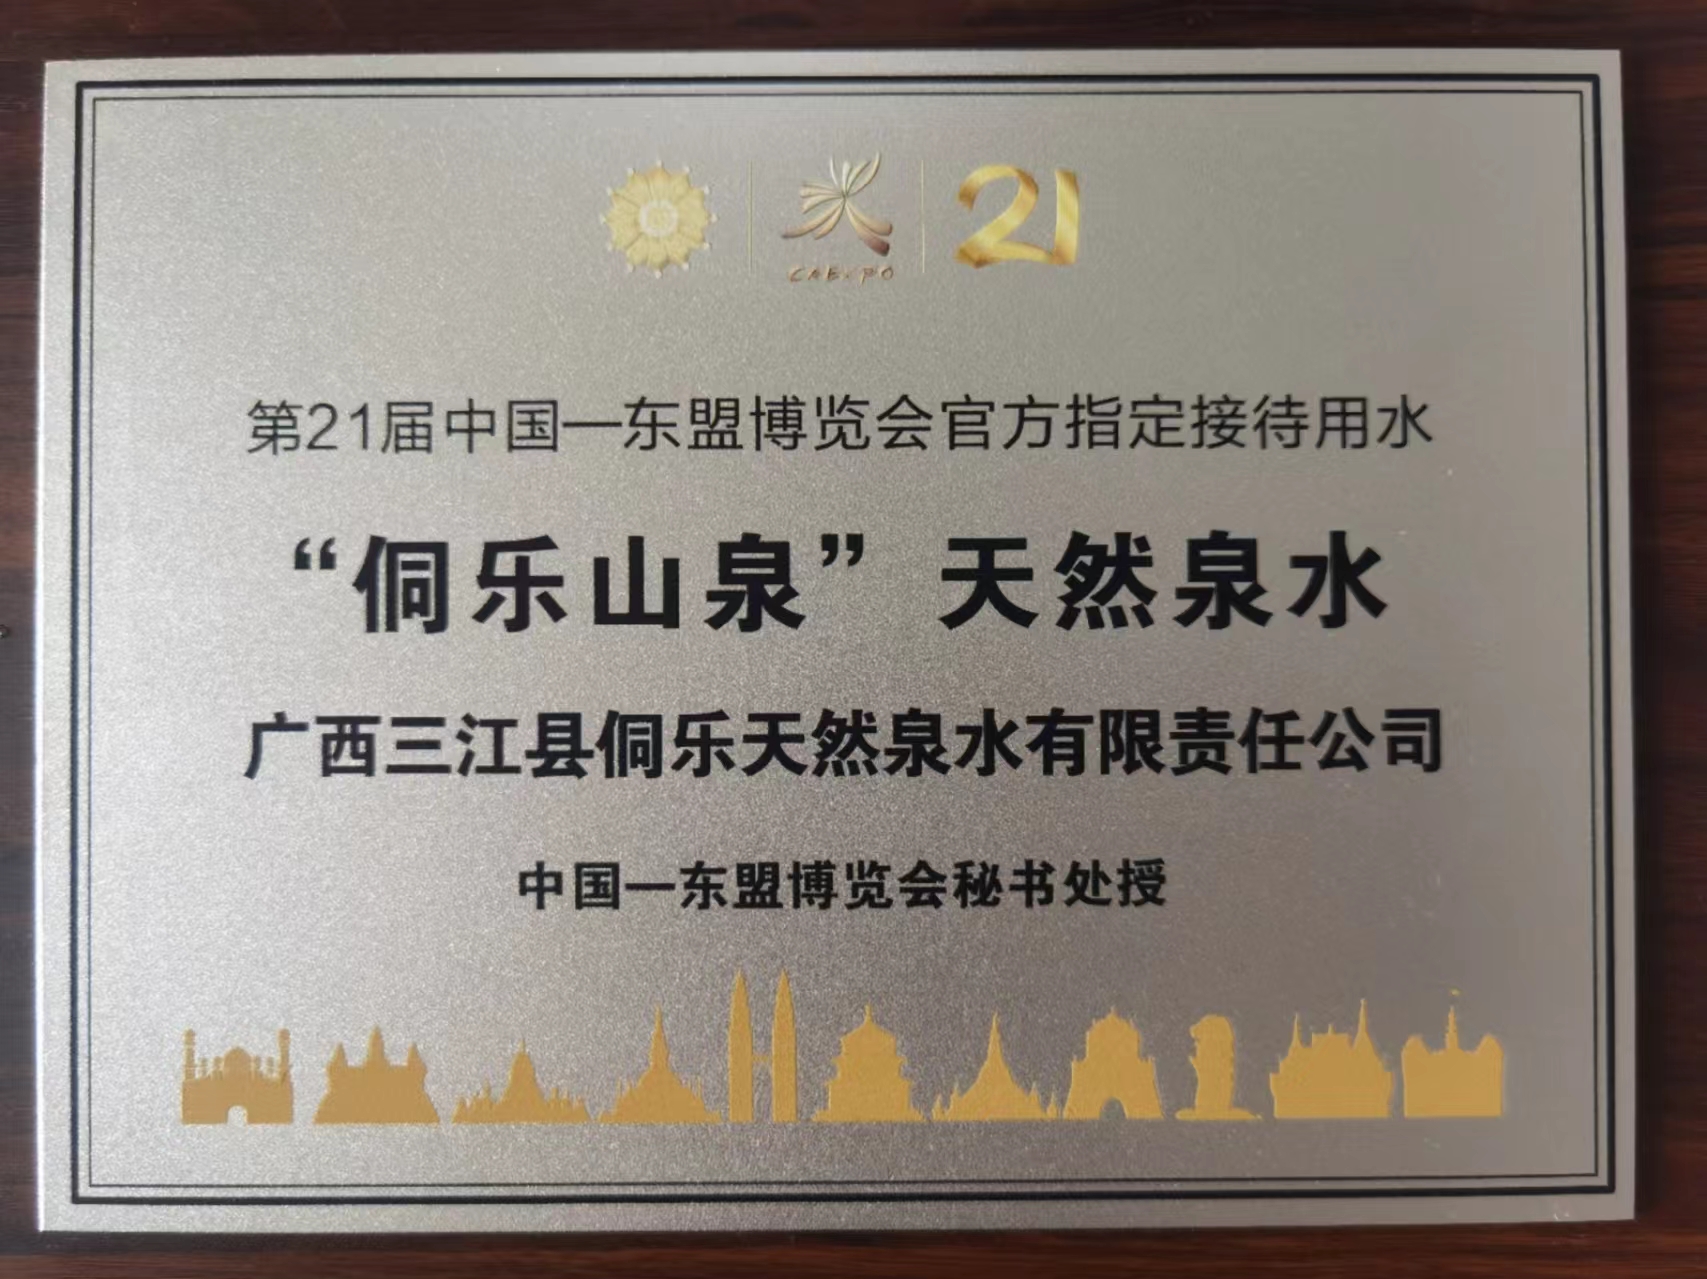 CAEXPO
21
第21届中国—东盟博览会官方指定接待用水
“侗乐山泉”天然泉水
广西三江县侗乐天然泉水有限责任公司
中国—东盟博览会秘书处授